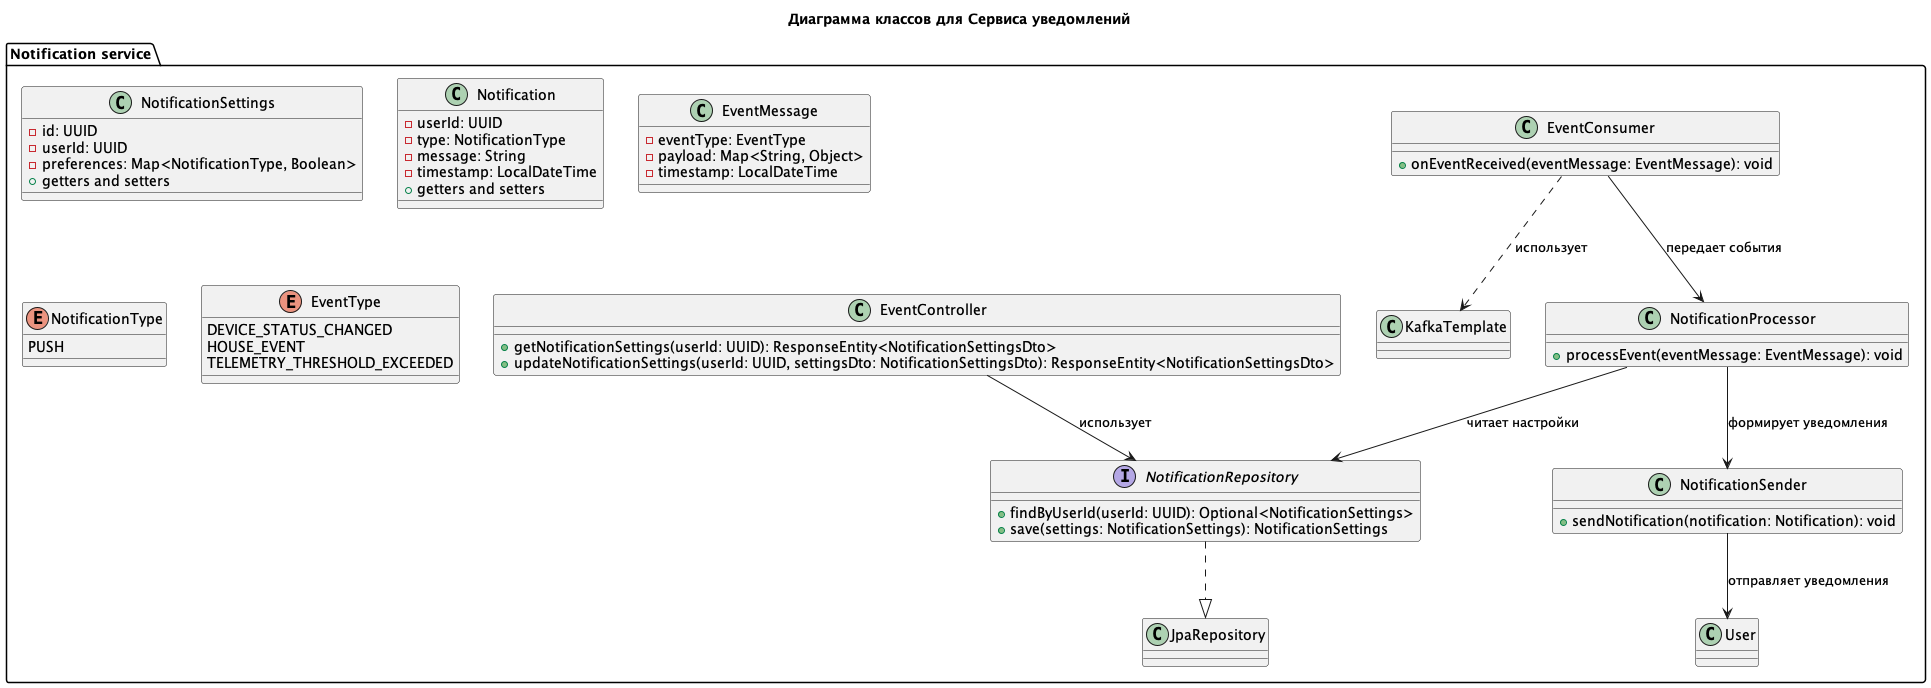 Диаграмма классов для Сервиса уведомлений
Notification service
C NotificationSettings
id: UUID
userId: UUID
preferences: Map<NotificationType, Boolean>
getters and setters
C Notification
userId: UUID
type: NotificationType
message: String
timestamp: LocalDateTime
getters and setters
C EventMessage
eventType: EventType
payload: Map<String, Object>
timestamp: LocalDateTime
C EventConsumer
onEventReceived(eventMessage: EventMessage): void
использует
передает события
E NotificationType
PUSH
E EventType
DEVICE_STATUS_CHANGED
HOUSE_EVENT
TELEMETRY_THRESHOLD_EXCEEDED
C EventController
getNotificationSettings(userId: UUID): ResponseEntity<NotificationSettingsDto>
updateNotificationSettings(userId: UUID, settingsDto: NotificationSettingsDto): ResponseEntity<NotificationSettingsDto>
C KafkaTemplate
C NotificationProcessor
processEvent(eventMessage: EventMessage): void
использует
читает настройки
формирует уведомления
I NotificationRepository
findByUserId(userId: UUID): Optional<NotificationSettings>
save(settings: NotificationSettings): NotificationSettings
C NotificationSender
sendNotification(notification: Notification): void
отправляет уведомления
C JpaRepository
C User